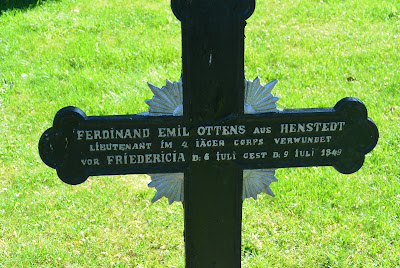 FERDINAND EMIL OTTENS AUS HENSTEDT
LIEUTENANT IM 4 IÄGER CORPS VERWUNDET
VOR FRIEDERICIA D: 6 IULI GEST D: 9 IULI 1849